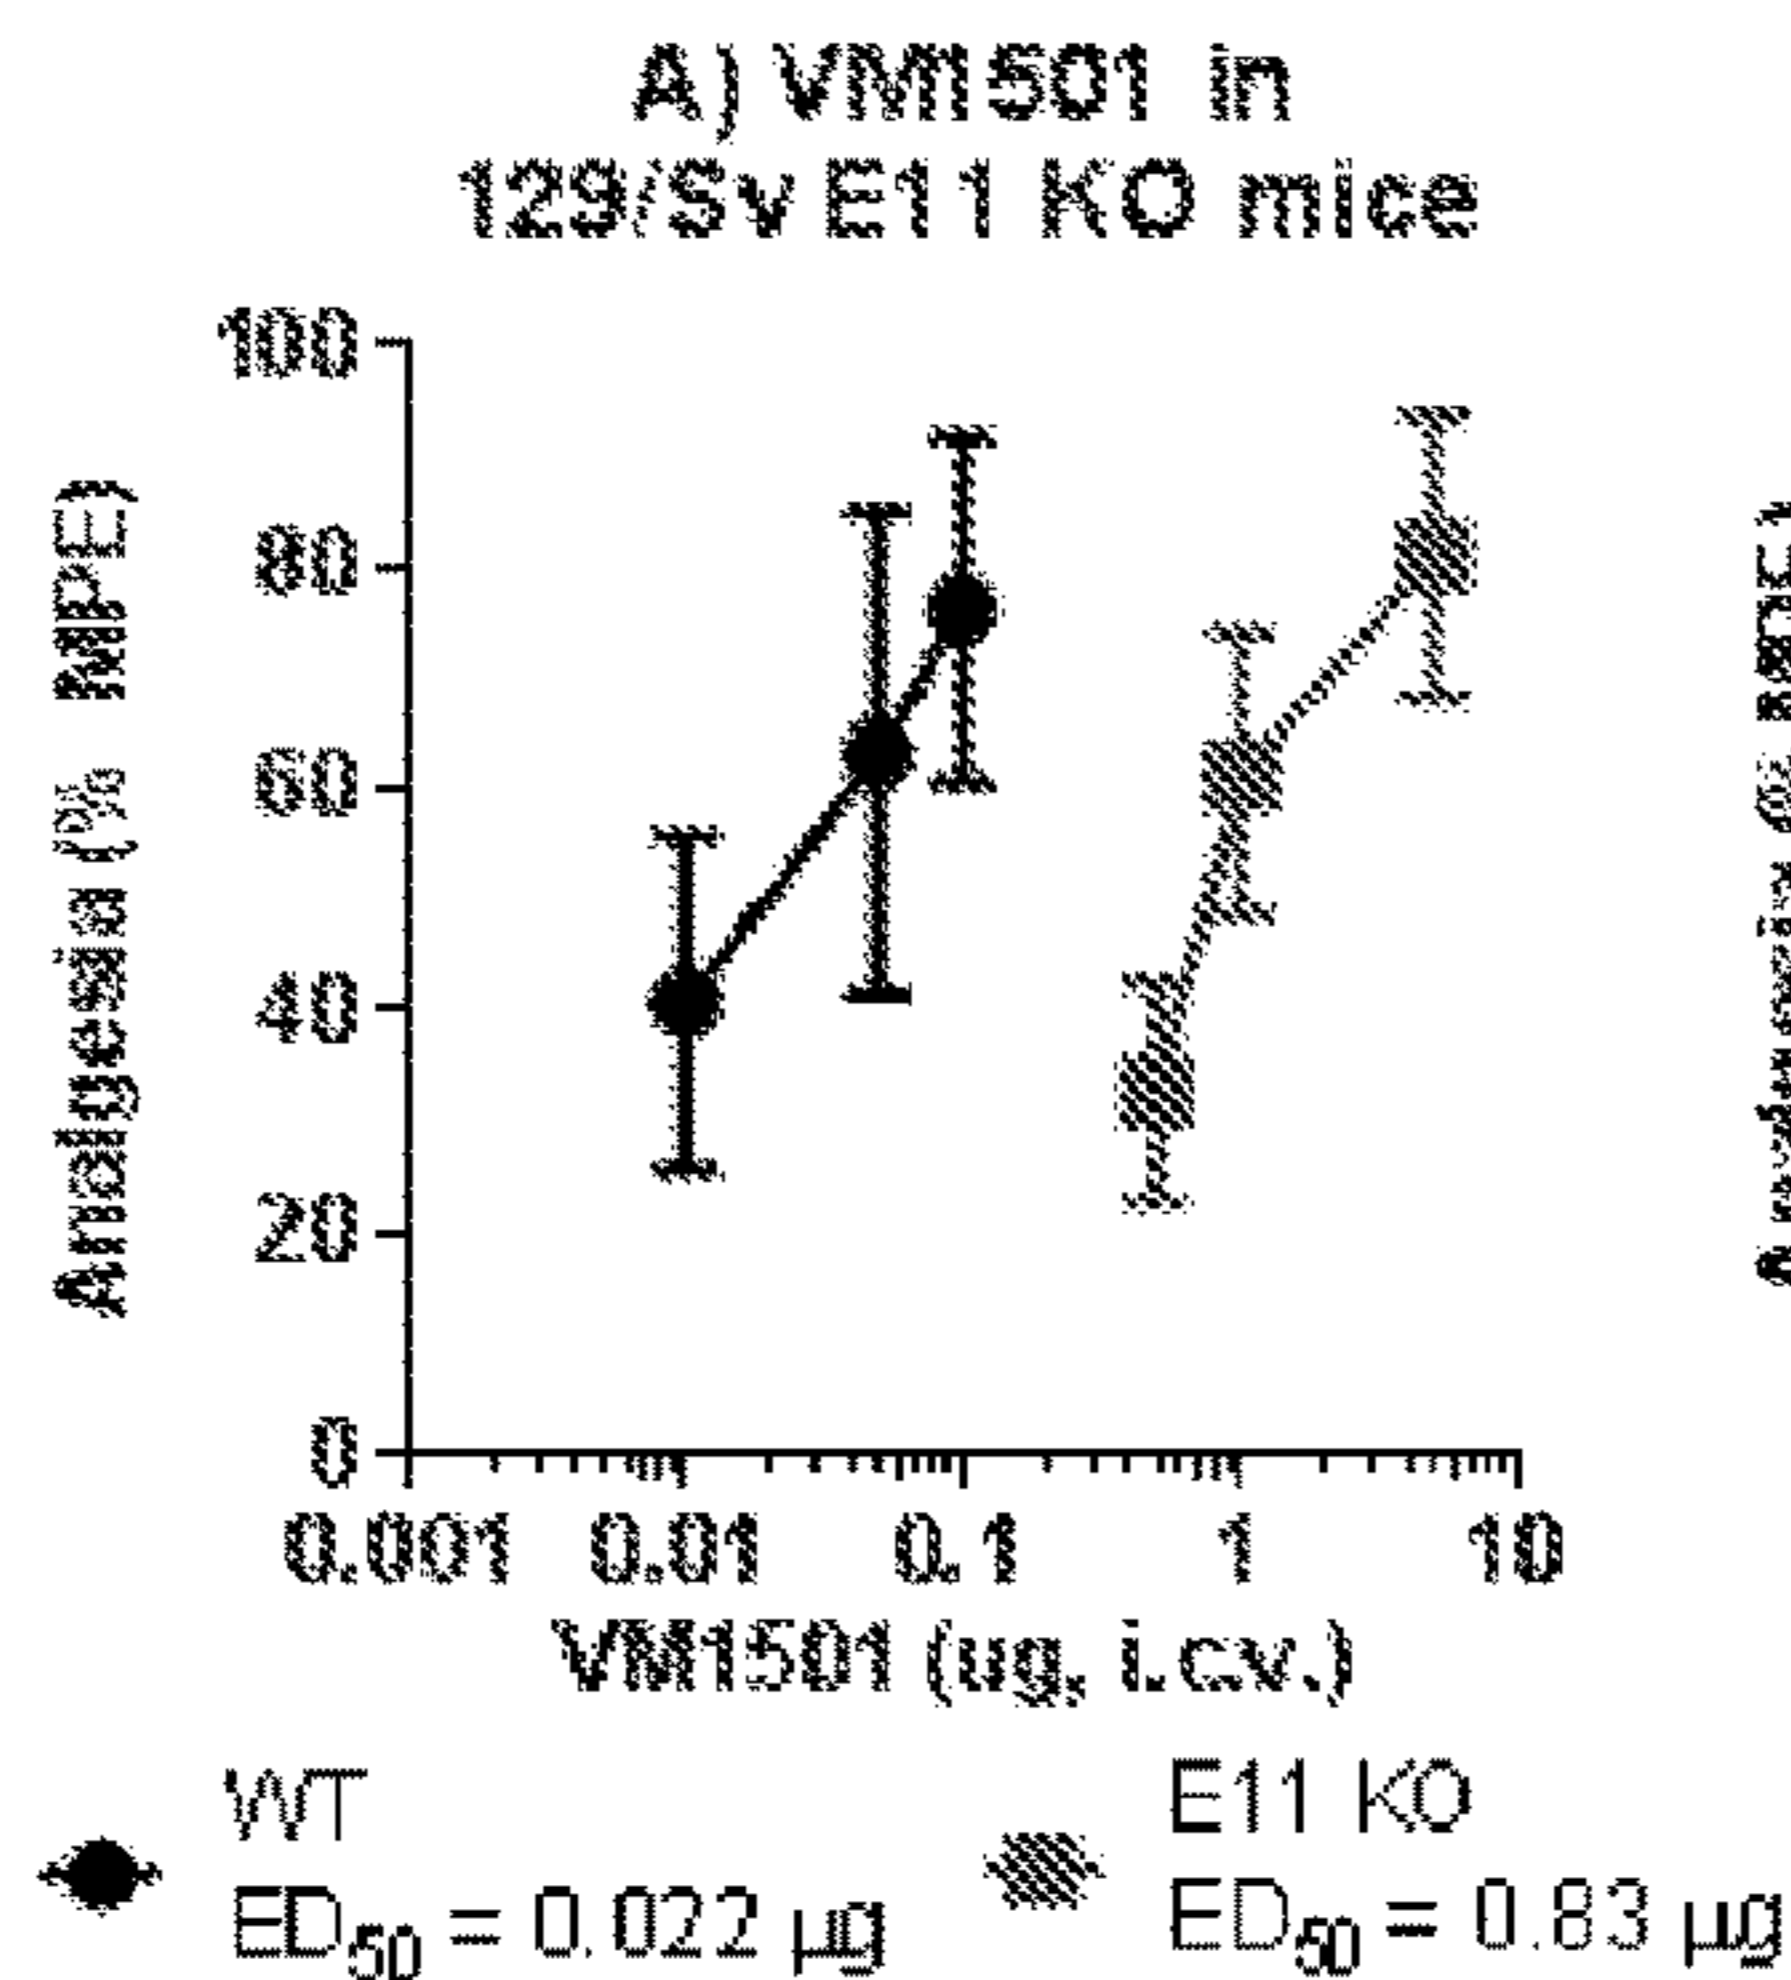 A) VM1501 in
129/Sv E11 KO mice
Analgesia (% MPE)
100
80
60
40
20
0
0.001 0.01 0.1 1 10
VM1501 (ug, i.c.v.)
WT
ED50 = 0.022 µg
E11 KO
ED50 = 0.83 µg